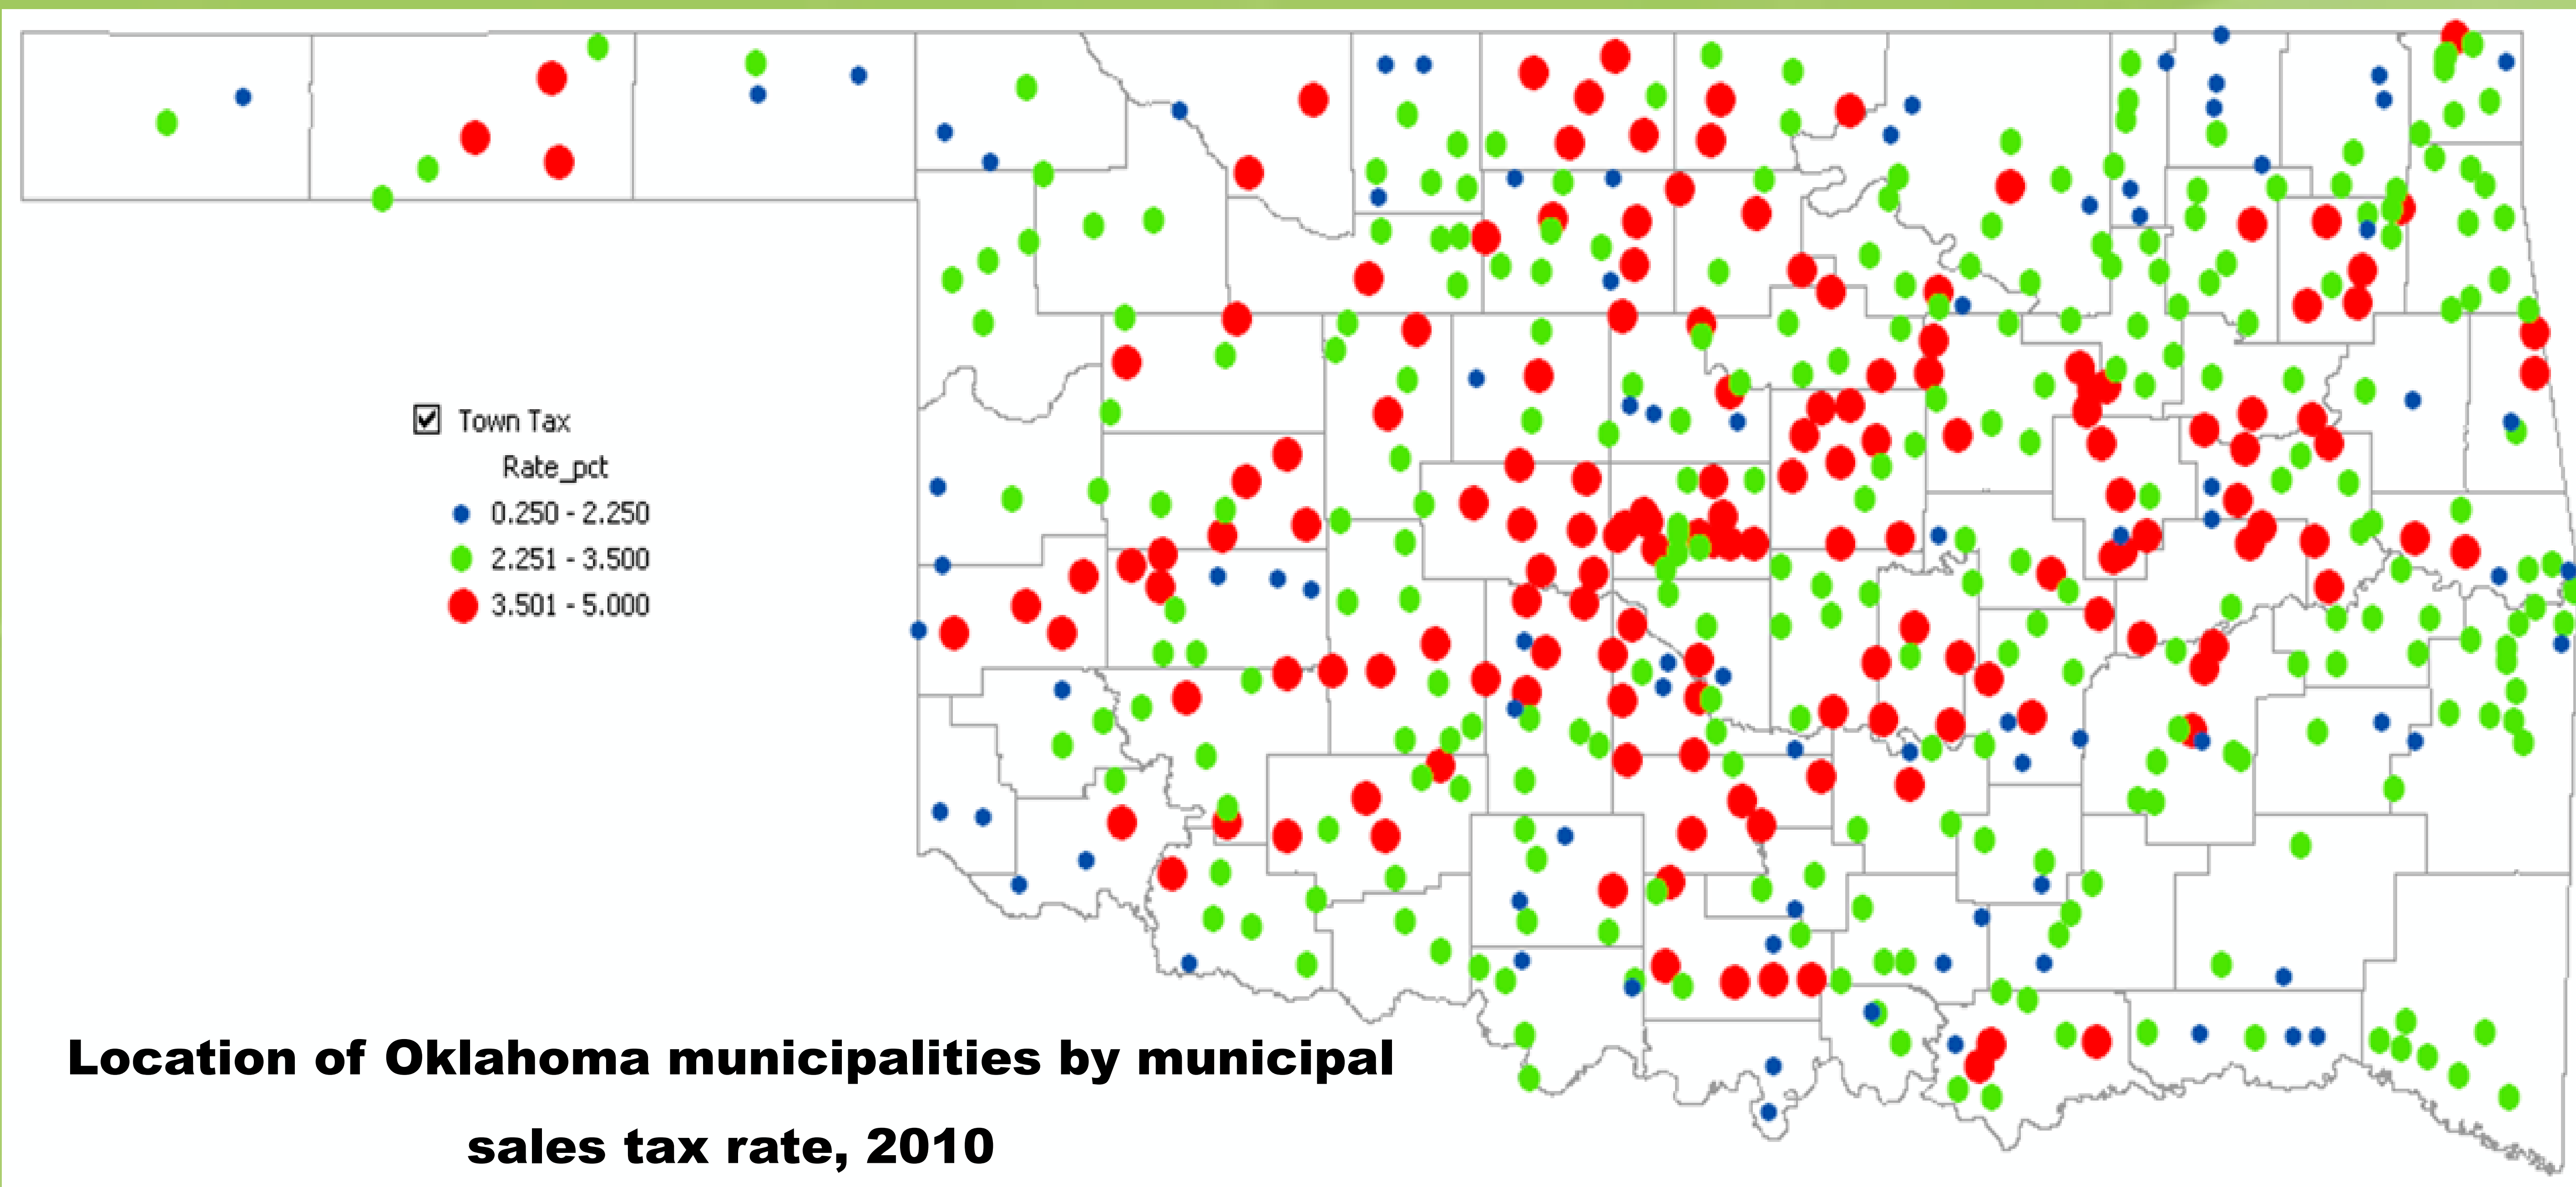 Town Tax
Rate_pct
0.250 - 2.250
2.251 - 3.500
3.501 - 5.000
Location of Oklahoma municipalities by municipal
sales tax rate, 2010